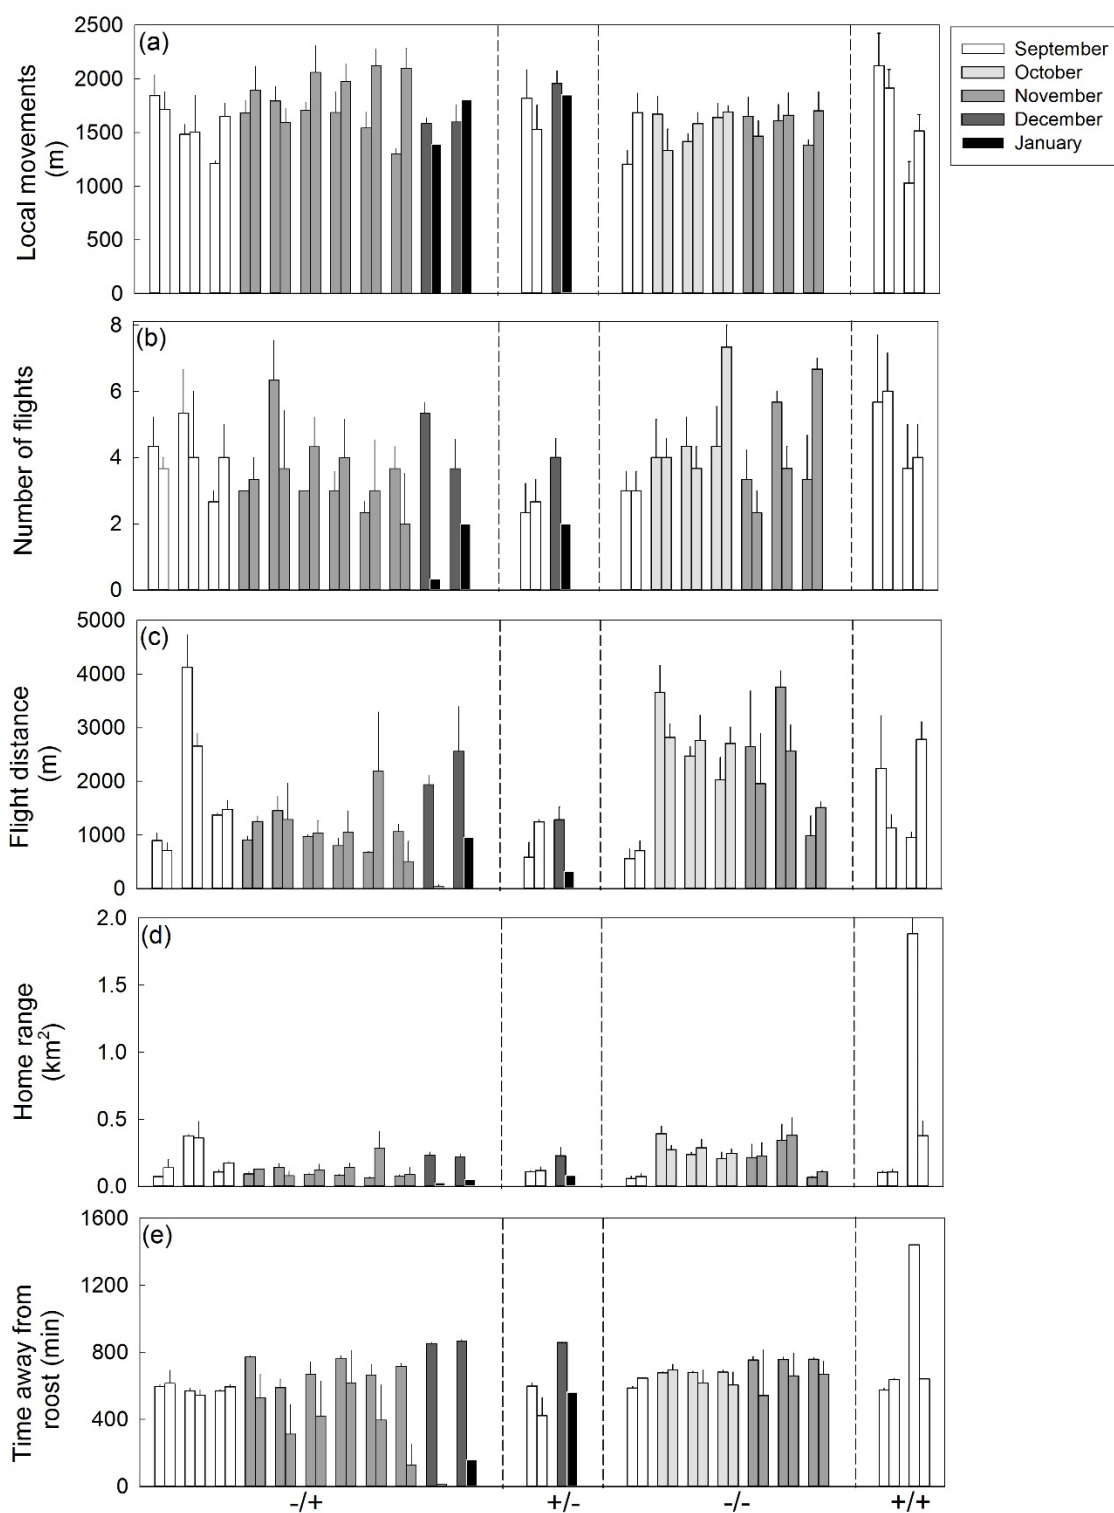 (a)
2500
2000
1500
1000
500
0
Local movements
(m)
September
October
November
December
January
(b)
8
6
4
2
0
Number of flights
(c)
5000
4000
3000
2000
1000
0
Flight distance
(m)
(d)
2.0
1.5
1.0
0.5
0.0
Home range
(km²)
(e)
1600
1200
800
400
0
Time away from
roost (min)
-/+
+/-
-/-
+/+